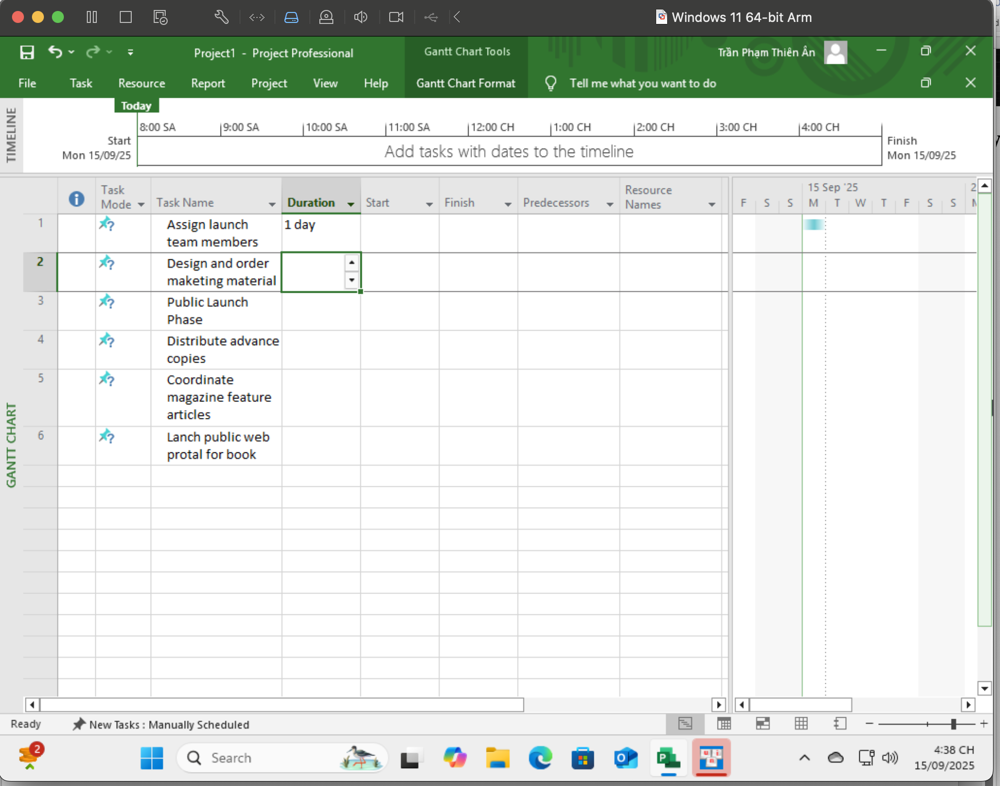 Windows 11 64-bit Arm
Project1 - Project Professional
Gantt Chart Tools
Trần Phạm Thiên Ân
File
Task
Resource
Report
Project
View
Help
Gantt Chart Format
Tell me what you want to do
TIMELINE
Today
8:00 SA
9:00 SA
10:00 SA
11:00 SA
12:00 CH
1:00 CH
2:00 CH
3:00 CH
4:00 CH
Start
Mon 15/09/25
Add tasks with dates to the timeline
Finish
Mon 15/09/25
GANTT CHART
Task
Mode
Task Name
Duration
Start
Finish
Predecessors
Resource
Names
15 Sep '25
2
F S S M T W T F S S
1
Assign launch
team members
1 day
2
Design and order
maketing material
3
Public Launch
Phase
4
Distribute advance
copies
5
Coordinate
magazine feature
articles
6
Lanch public web
protal for book
Ready
New Tasks : Manually Scheduled
2
Search
4:38 CH
15/09/2025